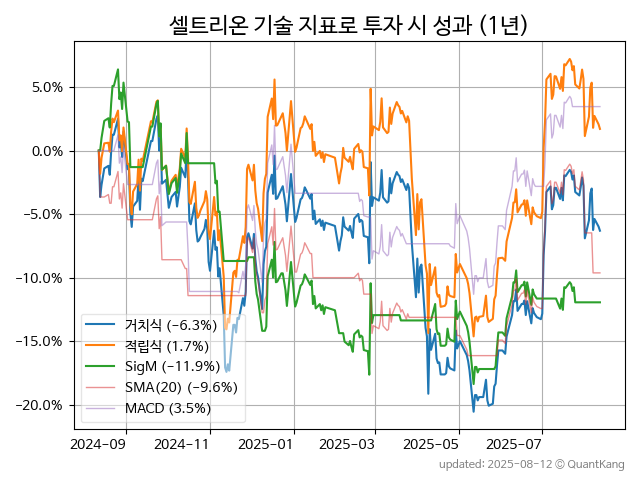 셀트리온 기술 지표로 투자 시 성과 (1년)
5.0%
0.0%
−5.0%
−10.0%
−15.0%
−20.0%
거치식 (−6.3%)
적립식 (1.7%)
SigM (−11.9%)
SMA(20) (−9.6%)
MACD (3.5%)
2024-09 2024-11 2025-01 2025-03 2025-05 2025-07
updated: 2025-08-12 © QuantKang